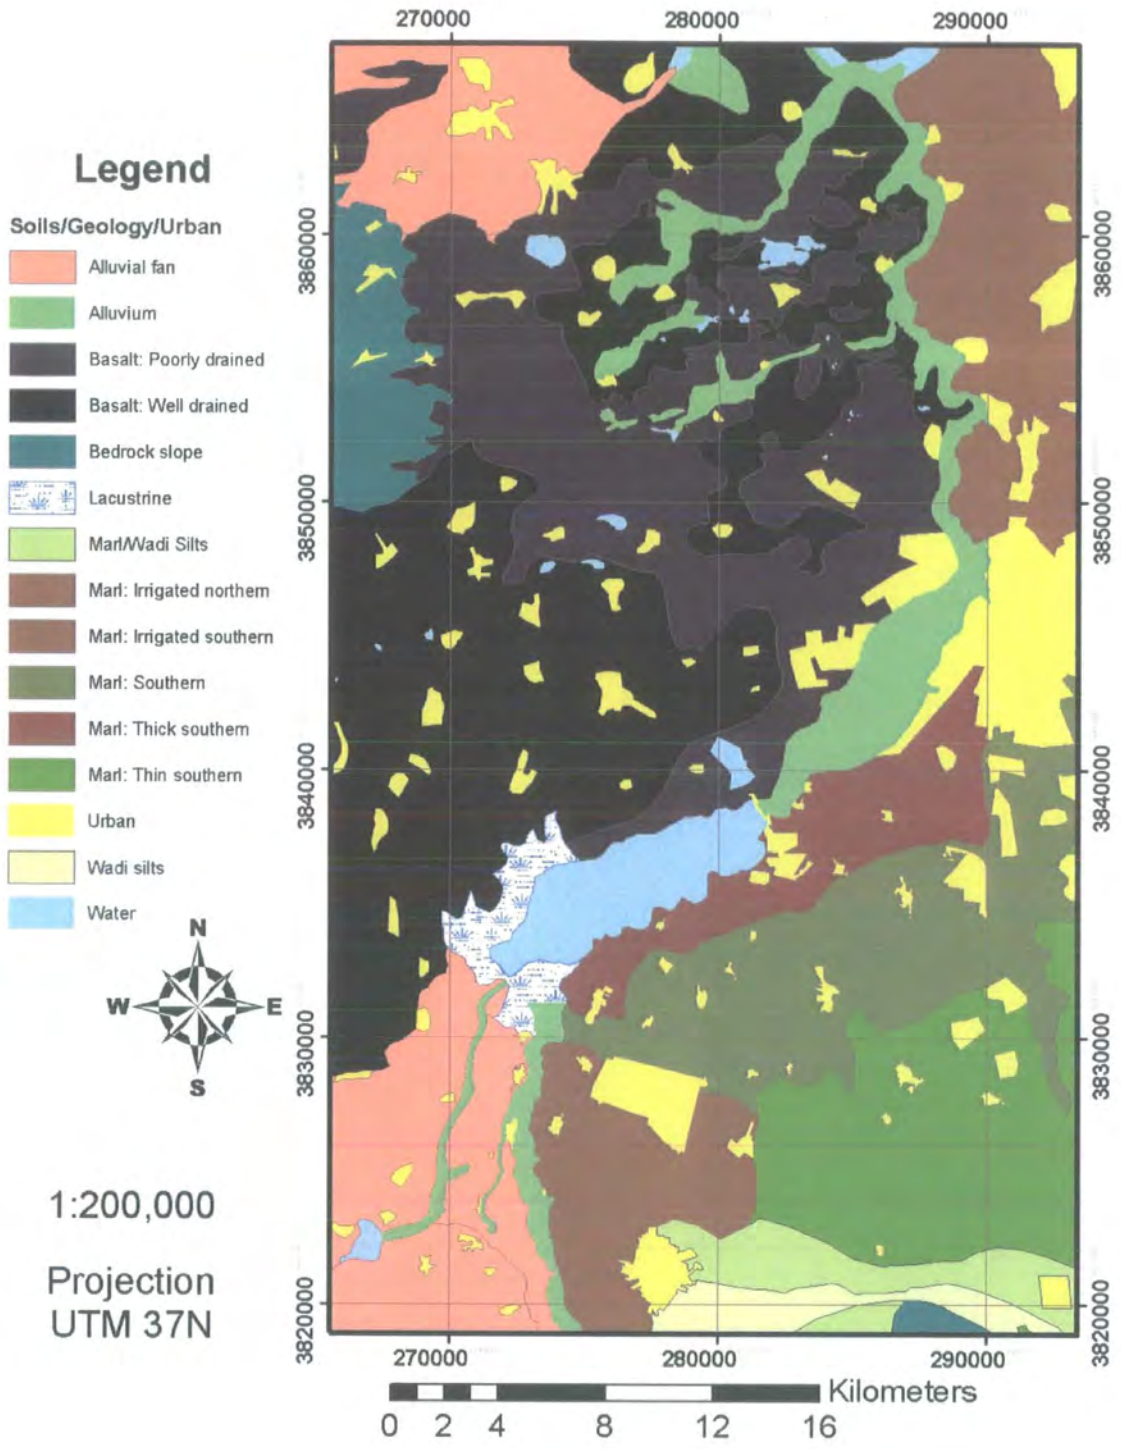 270000
280000
290000
Legend
Soils/Geology/Urban
Alluvial fan
Alluvium
Basalt: Poorly drained
Basalt: Well drained
Bedrock slope
Lacustrine
Marl/Wadi Silts
Marl: Irrigated northern
Marl: Irrigated southern
Marl: Southern
Marl: Thick southern
Marl: Thin southern
Urban
Wadi silts
Water
N
W
E
S
1:200,000
Projection
UTM 37N
3860000
3850000
3840000
3830000
3820000
3860000
3850000
3840000
3830000
3820000
270000
280000
290000
Kilometers
0 2 4 8 12 16